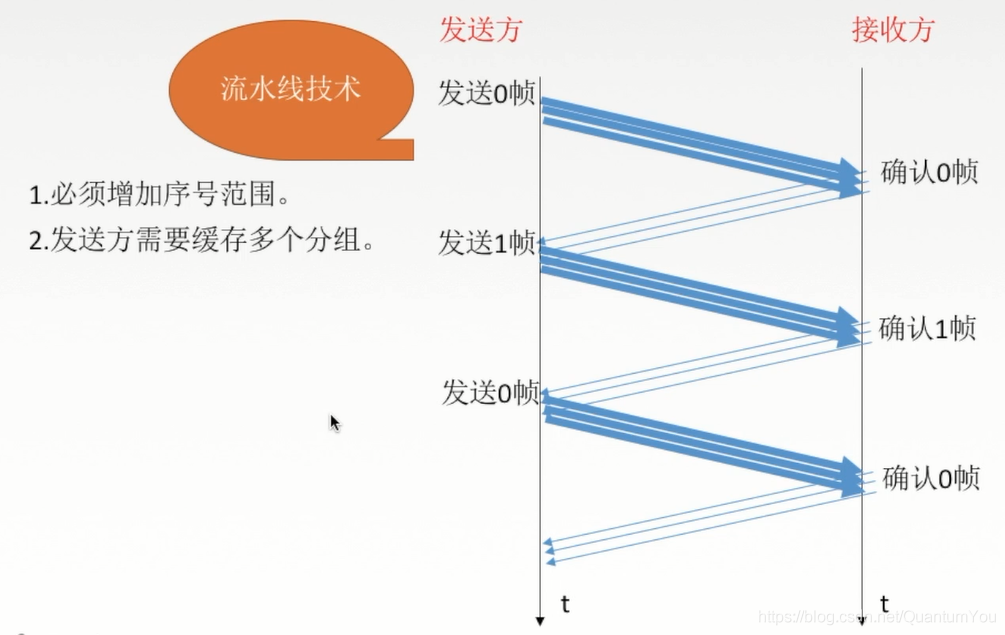 流水线技术
1.必须增加序号范围。
2.发送方需要缓存多个分组。
发送方
接收方
发送0帧
确认0帧
发送1帧
确认1帧
发送0帧
确认0帧
t
t
https://blog.csdn.net/QuantumYou